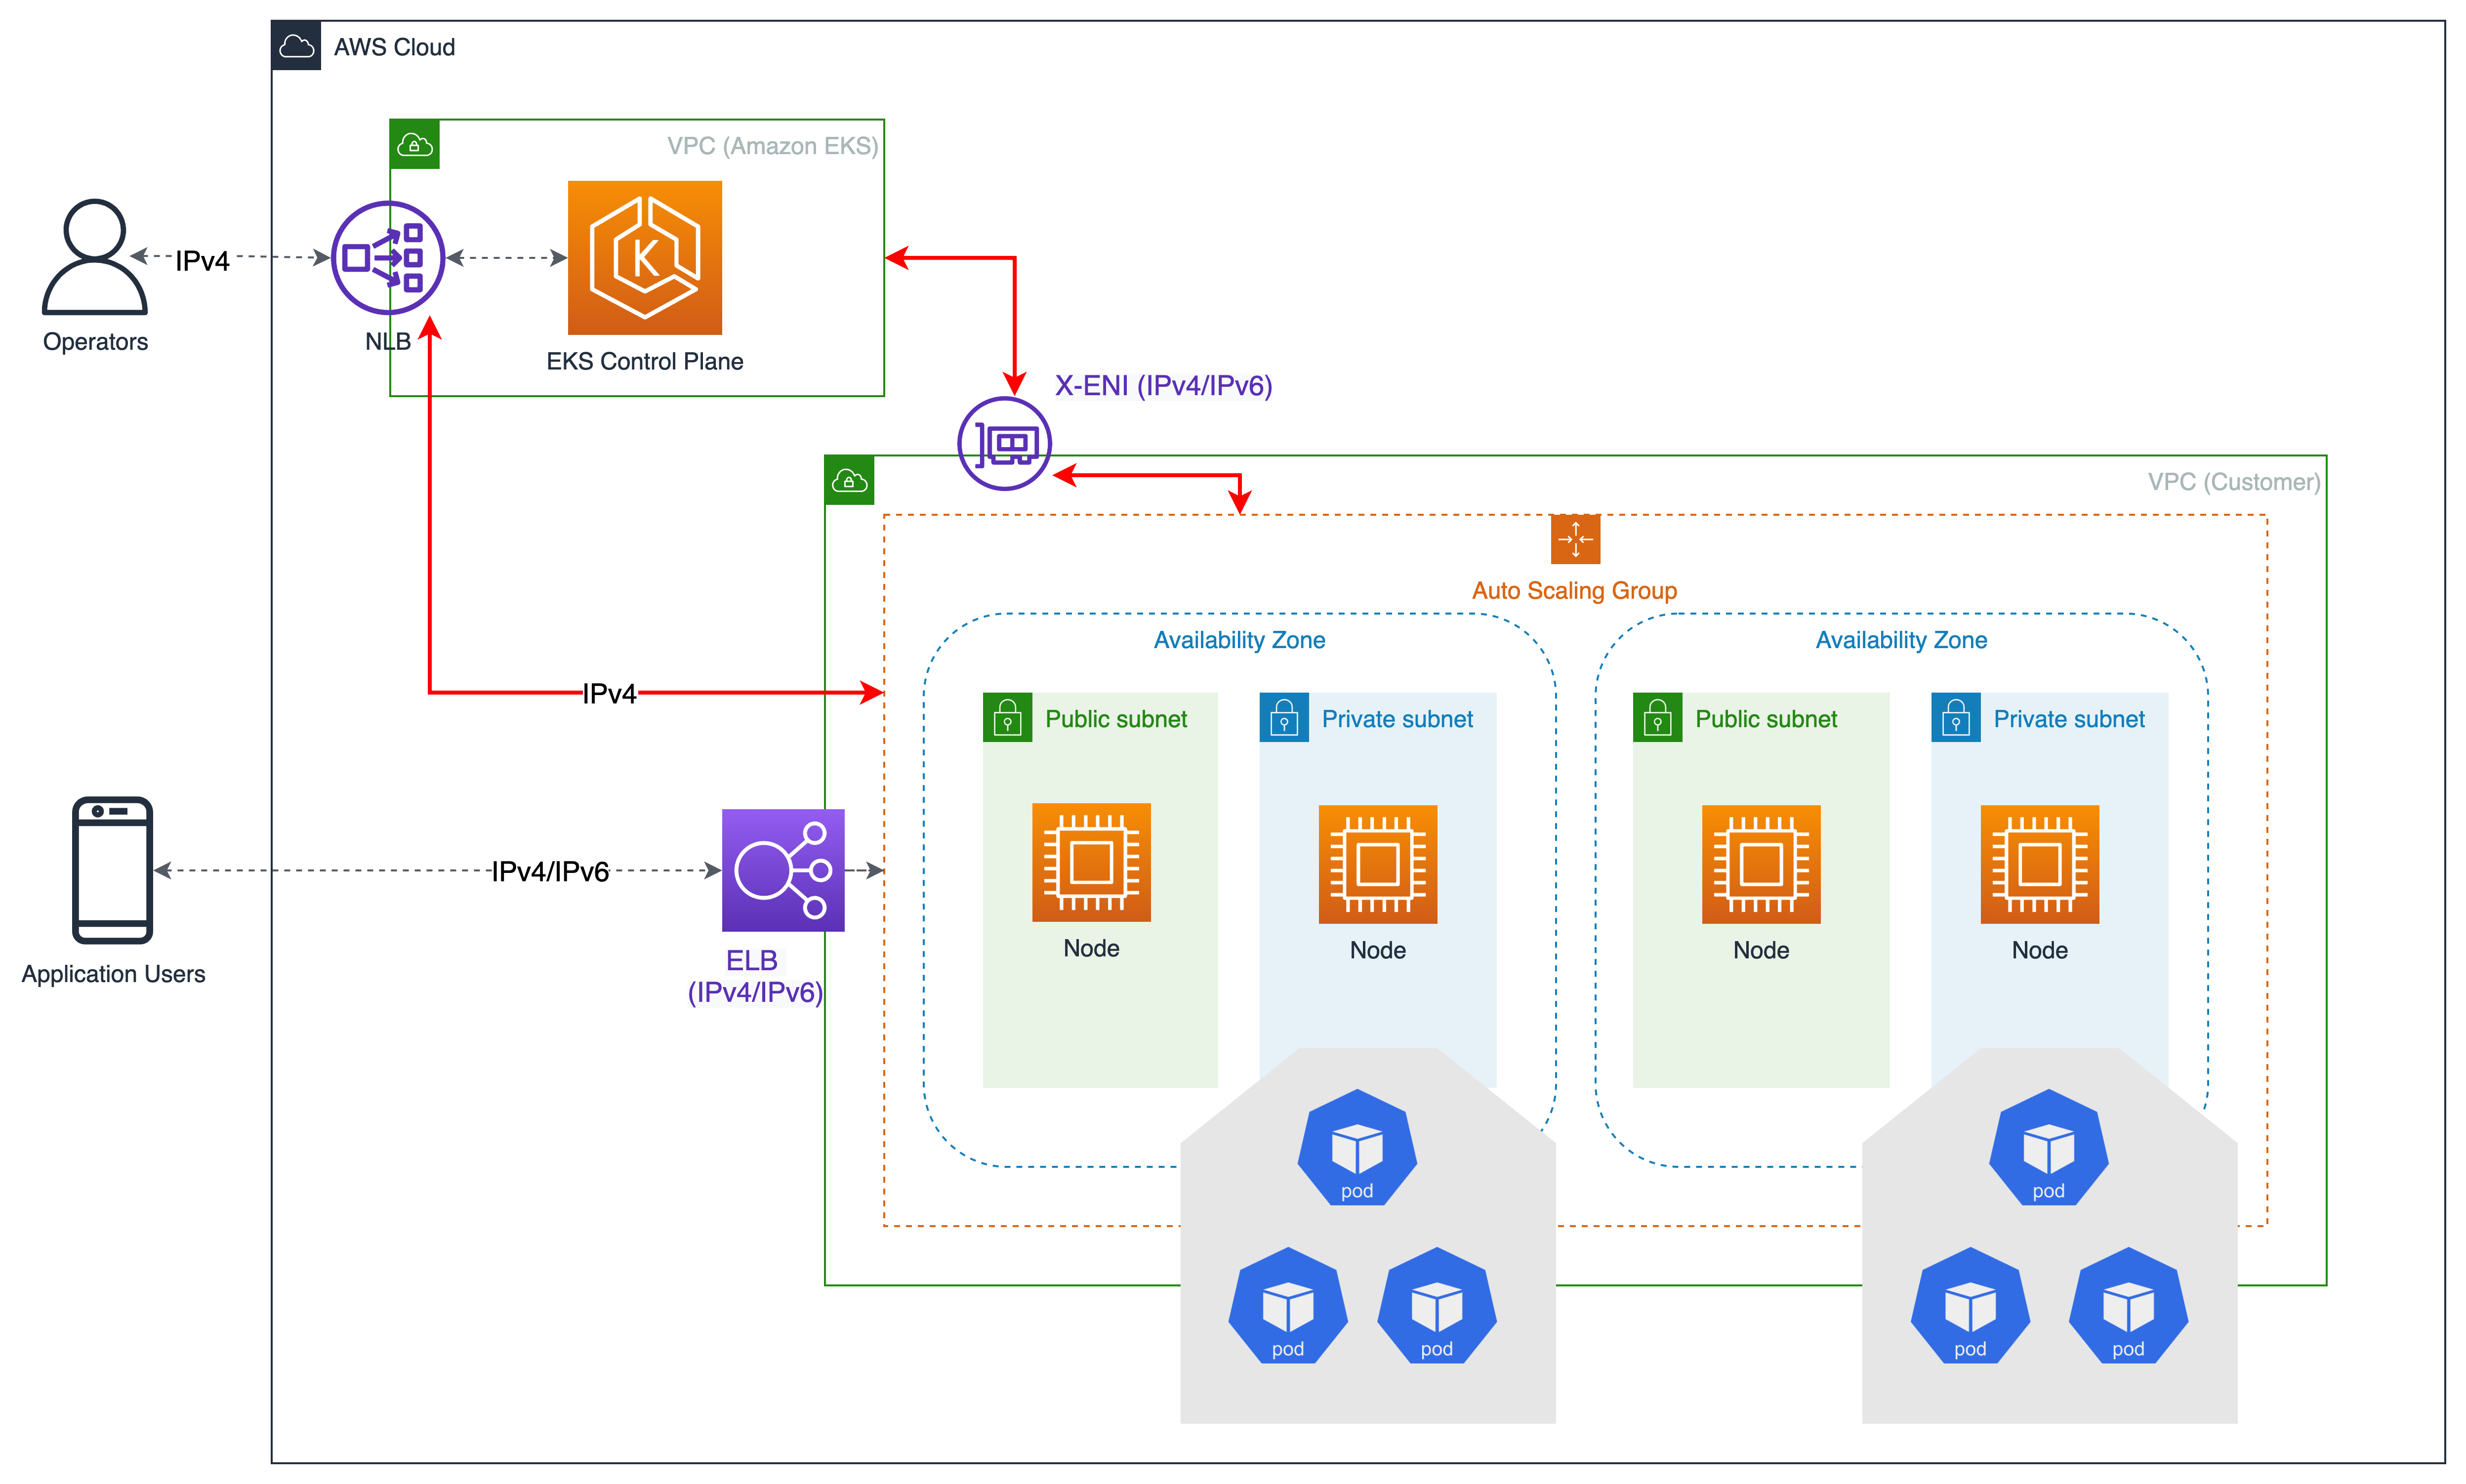 AWS Cloud
VPC (Amazon EKS)
IPv4
Operators
NLB
K
EKS Control Plane
X-ENI (IPv4/IPv6)
VPC (Customer)
Auto Scaling Group
Availability Zone
Availability Zone
IPv4
Public subnet
Private subnet
Public subnet
Private subnet
IPv4/IPv6
Node
Node
Node
Node
Application Users
ELB
(IPv4/IPv6)
pod
pod
pod
pod
pod
pod